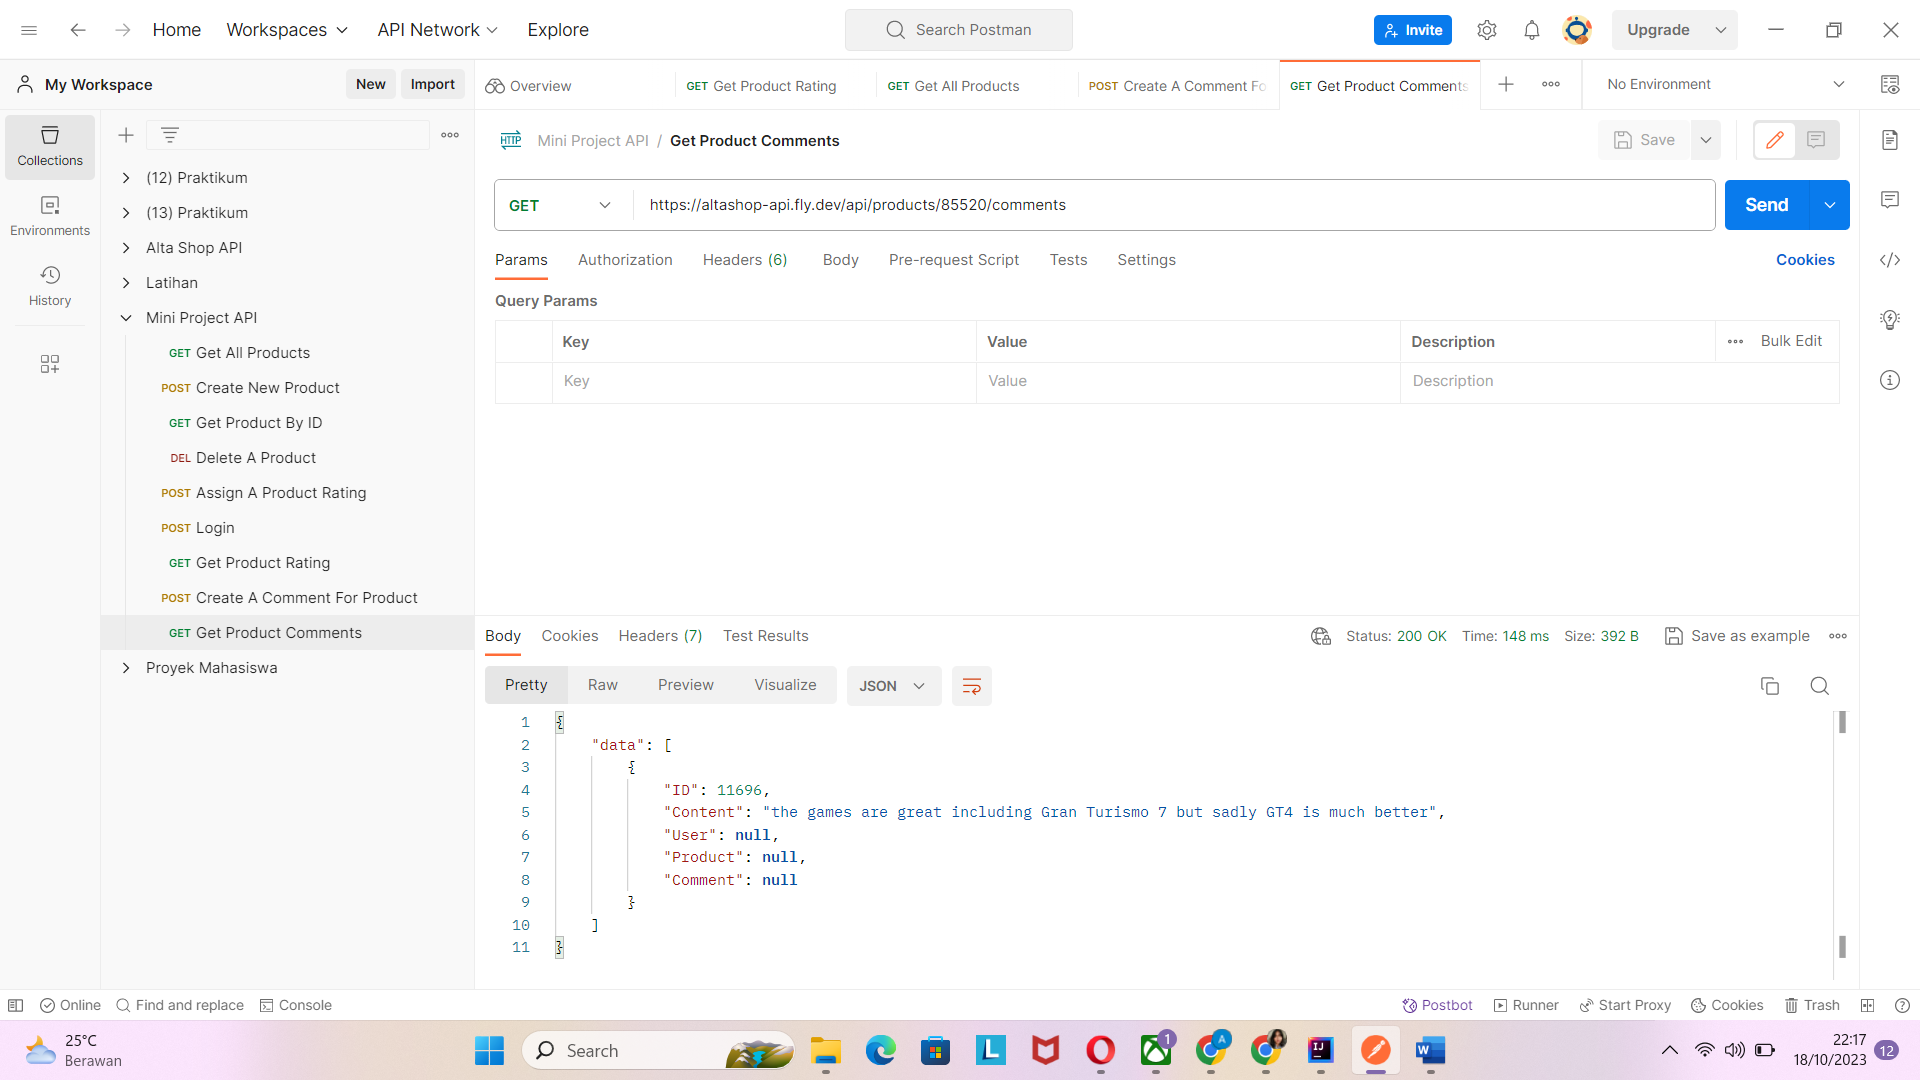 Home Workspaces API Network Explore Search Postman Invite Upgrade
My Workspace New Import Overview GET Get Product Rating GET Get All Products POST Create A Comment Fo GET Get Product Comments No Environment
Collections
Environments
History
(12) Praktikum
(13) Praktikum
Alta Shop API
Latihan
Mini Project API
GET Get All Products
POST Create New Product
GET Get Product By ID
DEL Delete A Product
POST Assign A Product Rating
POST Login
GET Get Product Rating
POST Create A Comment For Product
GET Get Product Comments
Proyek Mahasiswa
HTTP Mini Project API / Get Product Comments Save
GET https://altashop-api.fly.dev/api/products/85520/comments Send
Params Authorization Headers (6) Body Pre-request Script Tests Settings Cookies
Query Params
Key Value Description Bulk Edit
Key Value Description
Body Cookies Headers (7) Test Results Status: 200 OK Time: 148 ms Size: 392 B Save as example
Pretty Raw Preview Visualize JSON
1 {
2 "data": [
3 {
4 "ID": 11696,
5 "Content": "the games are great including Gran Turismo 7 but sadly GT4 is much better",
6 "User": null,
7 "Product": null,
8 "Comment": null
9 }
10 ]
11 }
Online Find and replace Console Postbot Runner Start Proxy Cookies Trash
25°C
Berawan
Search
L
1
A
IJ
W
22:17
18/10/2023
12